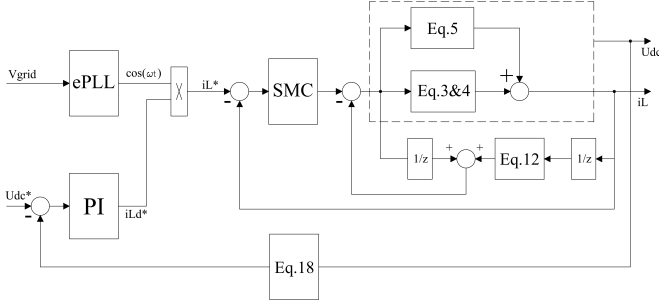 Eq.5
Udc
Vgrid
ePLL
cos(ωt)
iL*
-
SMC
-
Eq.3&4
+
iL
1/z
+
+
Eq.12
1/z
Udc*
-
PI
iLd*
Eq.18